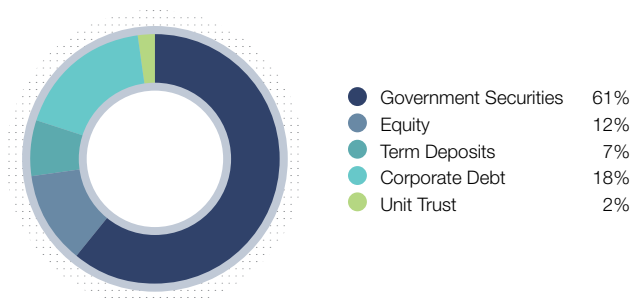 Government Securities 61%
Equity 12%
Term Deposits 7%
Corporate Debt 18%
Unit Trust 2%